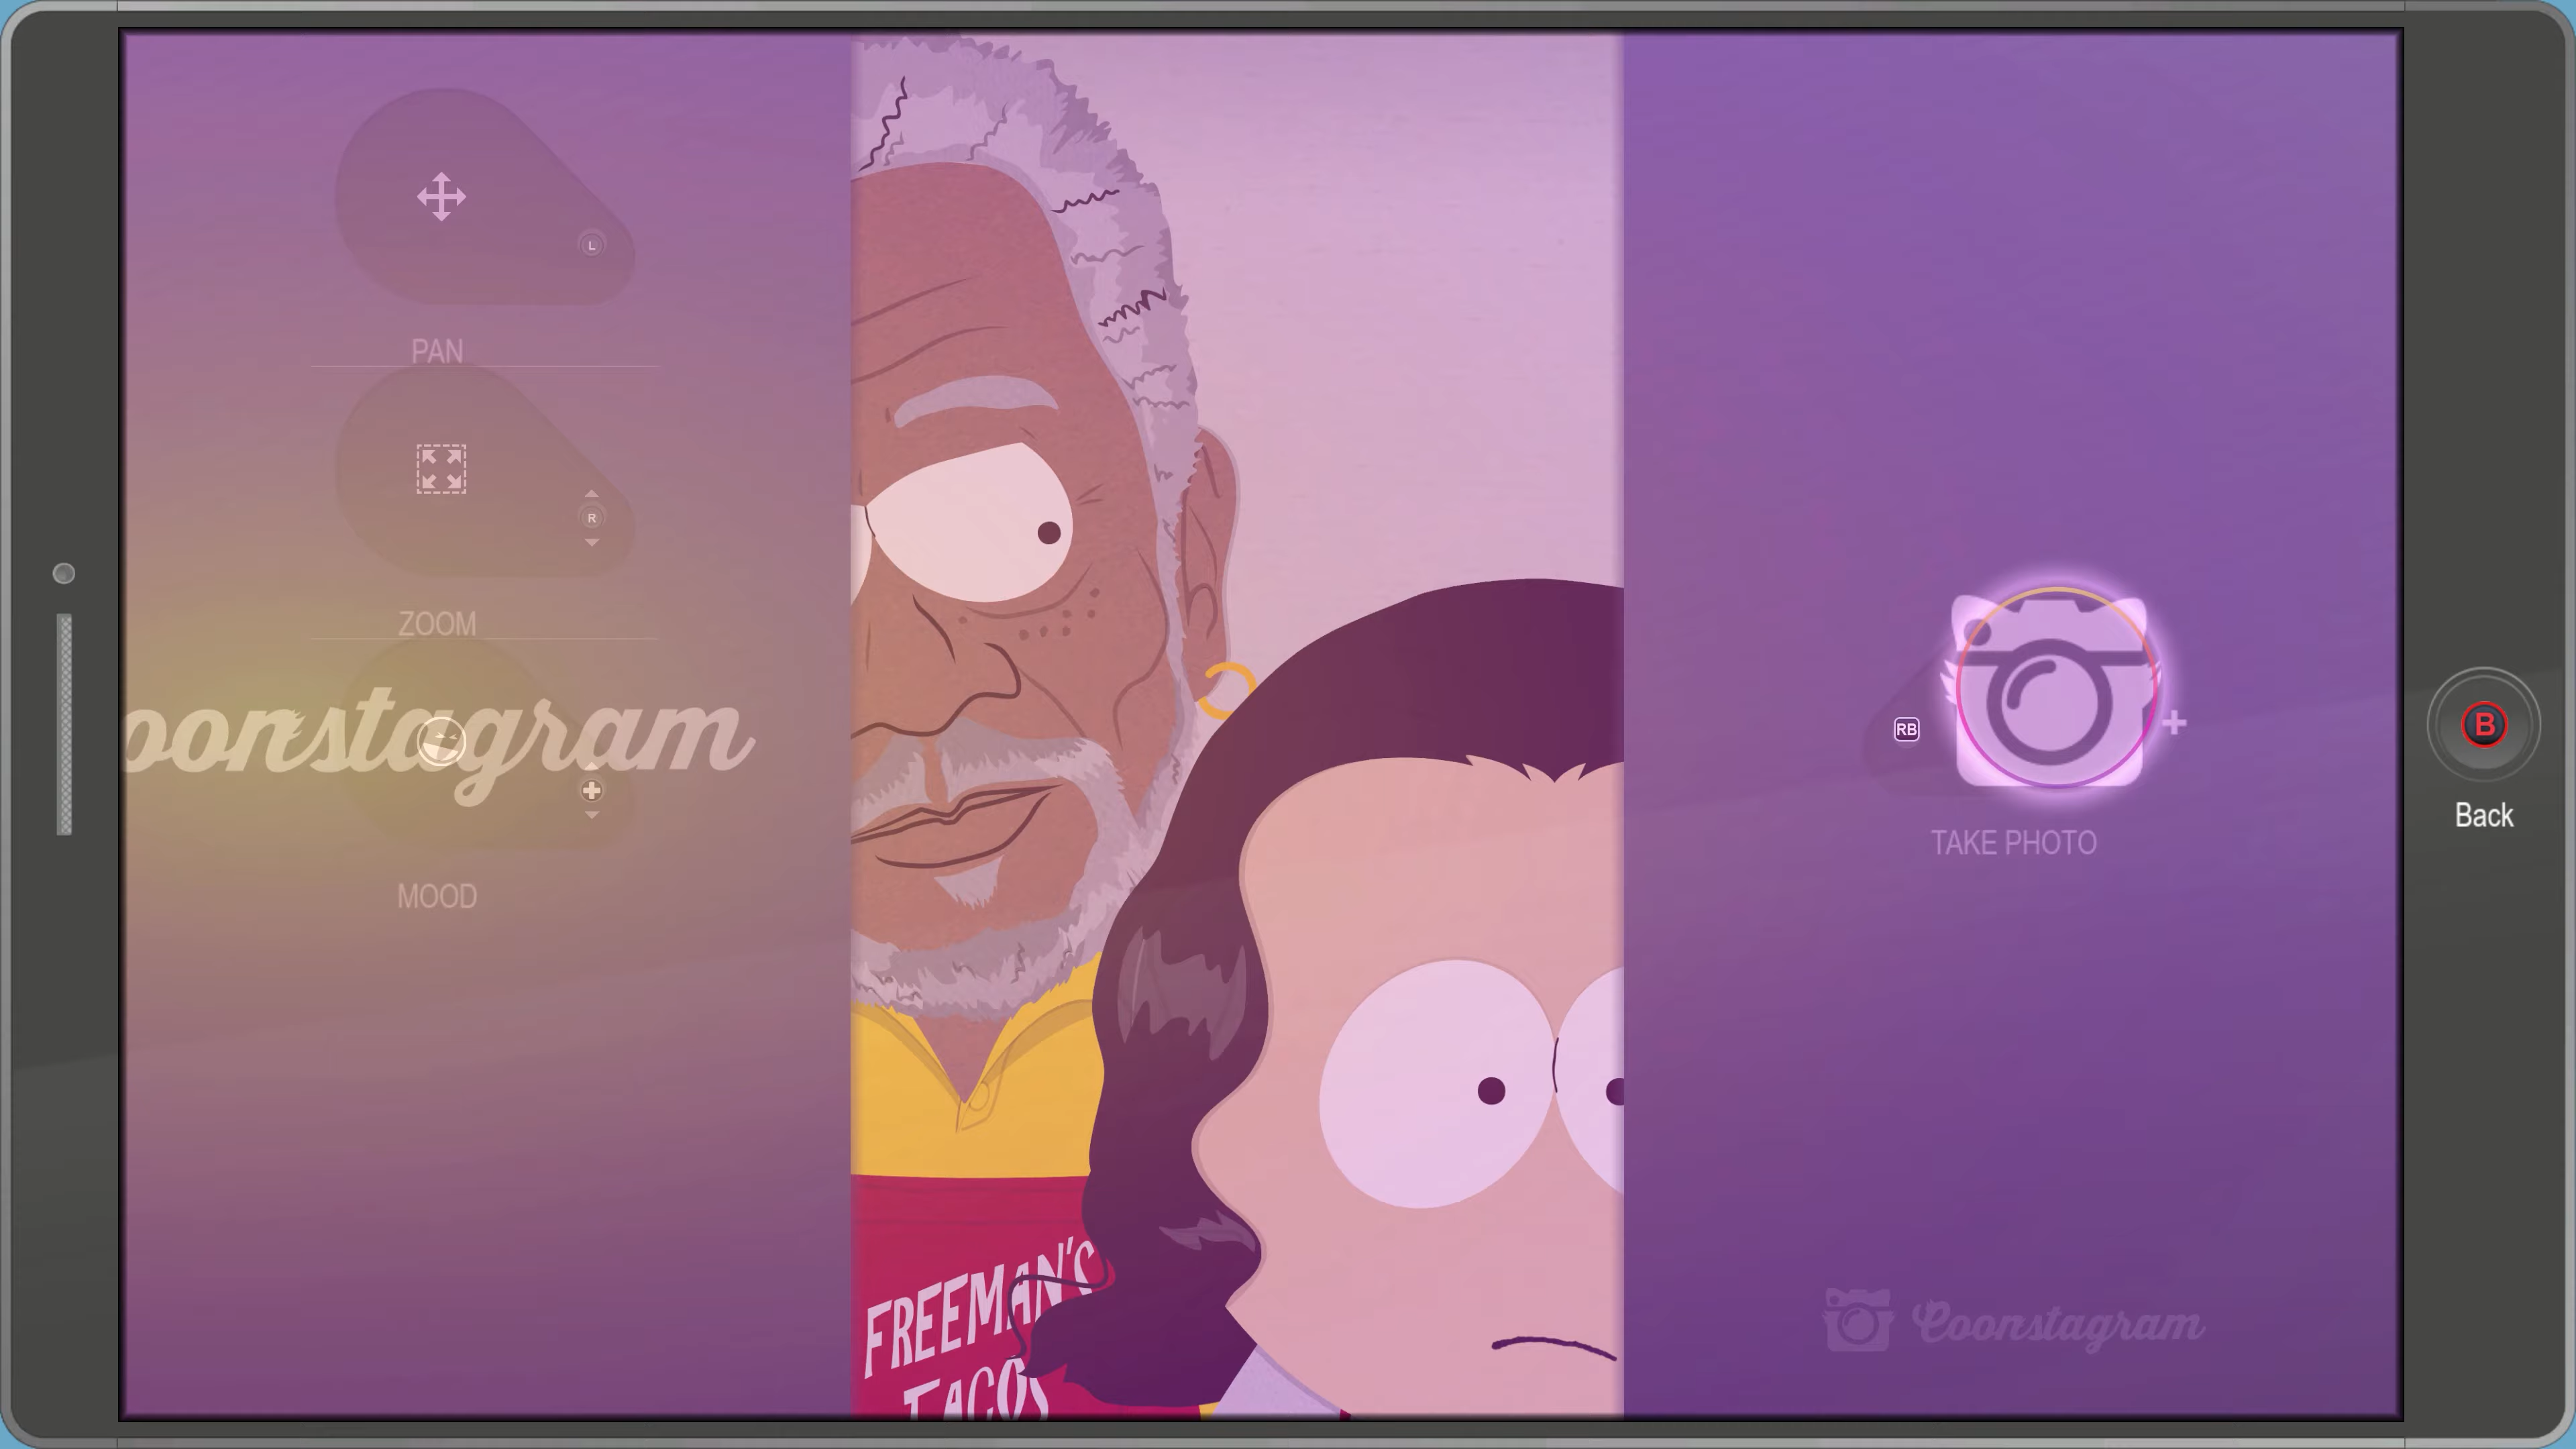 L
PAN
R
ZOOM
oonstagram
MOOD
FREEMAN'S
TACOS
RB
TAKE PHOTO
Coonstagram
B
Back